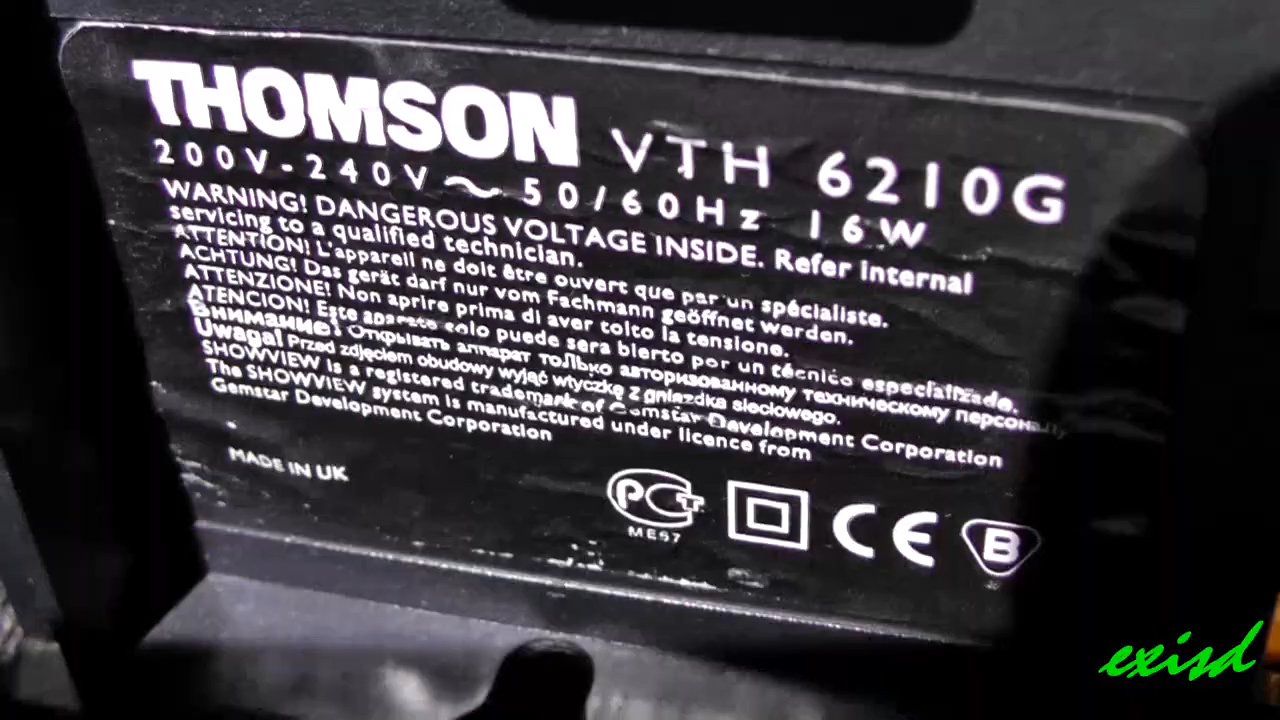 THOMSON VTH 6210G
200V-240V ~ 50/60Hz 16W
WARNING! DANGEROUS VOLTAGE INSIDE. Refer internal
servicing to a qualified technician.
ATTENTION! L'appareil ne doit être ouvert que par un spécialiste.
ACHTUNG! Das gerät darf nur vom Fachmann geöffnet werden.
ATTENZIONE! Non aprire prima di aver tolto la tensione.
ATENCION! Este aparato solo puede sera bierto por un técnico especializado.
Внимание! Открывать аппарат только авторизованному техническому
Uwaga! Przed zdjęciem obudowy wyjąć wtyczkę z gniazdka sieciowego.
SHOWVIEW is a registered trademark of Gemstar Development Corporation
The SHOWVIEW system is manufactured under licence from
Gemstar Development Corporation
MADE IN UK
РСТ
ME67
CE
B
exisd